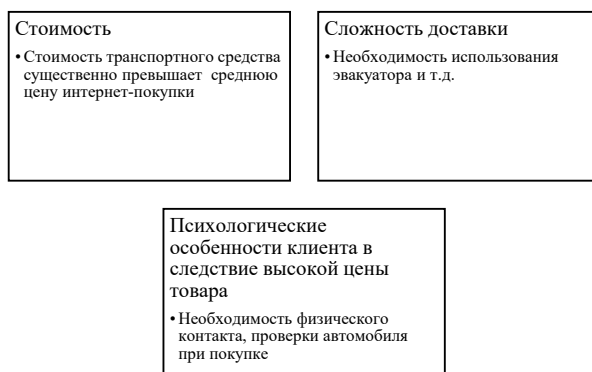 Стоимость
• Стоимость транспортного средства
существенно превышает среднюю
цену интернет-покупки
Сложность доставки
• Необходимость использования
эвакуатора и т.д.
Психологические
особенности клиента в
следствие высокой цены
товара
• Необходимость физического
контакта, проверки автомобиля
при покупке